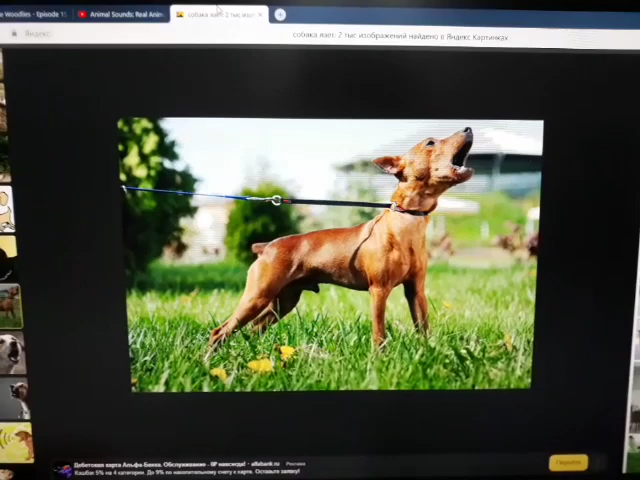 e Woodlies - Episode 1
Animal Sounds: Real Anim
собака лает: 2 тыс изоб
Яндекс
собака лает: 2 тыс изображений найдено в Яндекс Картинках
Дебетовая карта Альфа-Банка. Обслуживание - 0₽ навсегда! · alfabank.ru Реклама
Кэшбэк 5% на 4 категории. До 9% по накопительному счету к карте. Оставьте заявку!
Перейти